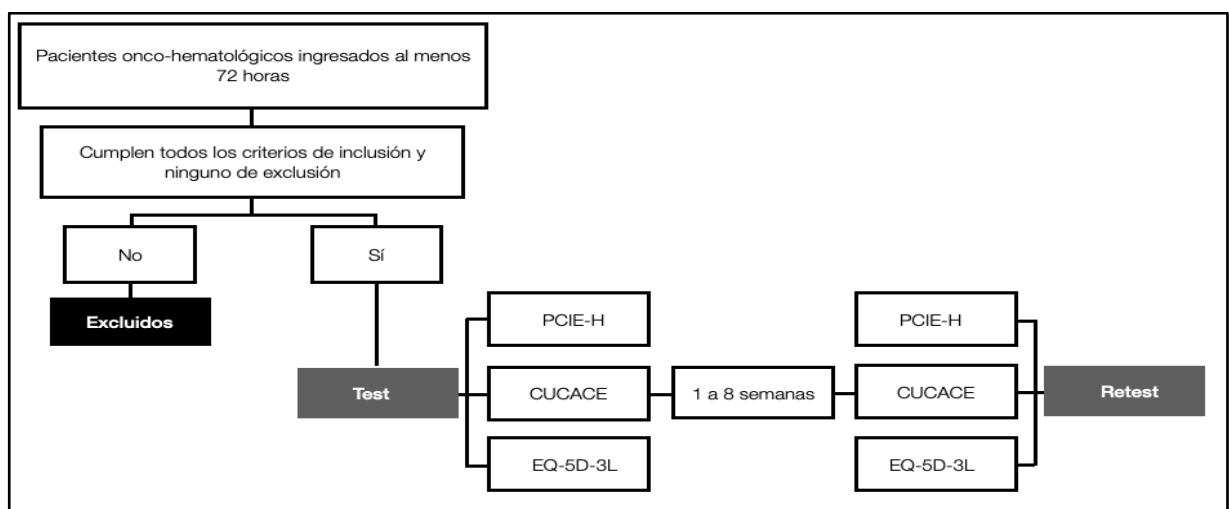 Pacientes onco-hematológicos ingresados al menos
72 horas
Cumplen todos los criterios de inclusión y
ninguno de exclusión
No
Sí
Excluidos
PCIE-H
PCIE-H
Test
CUCACE
1 a 8 semanas
CUCACE
Retest
EQ-5D-3L
EQ-5D-3L